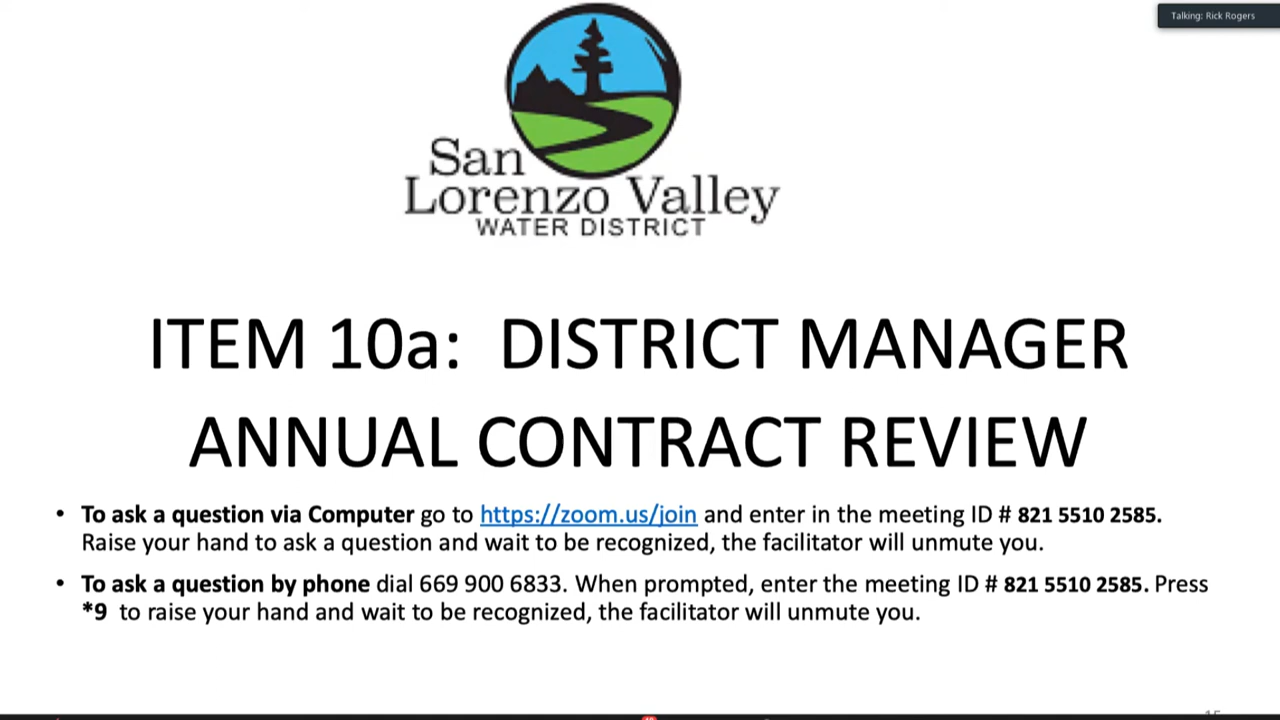 Talking: Rick Rogers
San
Lorenzo Valley
WATER DISTRICT
ITEM 10a: DISTRICT MANAGER
ANNUAL CONTRACT REVIEW
• To ask a question via Computer go to https://zoom.us/join and enter in the meeting ID # 821 5510 2585.
Raise your hand to ask a question and wait to be recognized, the facilitator will unmute you.
• To ask a question by phone dial 669 900 6833. When prompted, enter the meeting ID # 821 5510 2585. Press
*9 to raise your hand and wait to be recognized, the facilitator will unmute you.